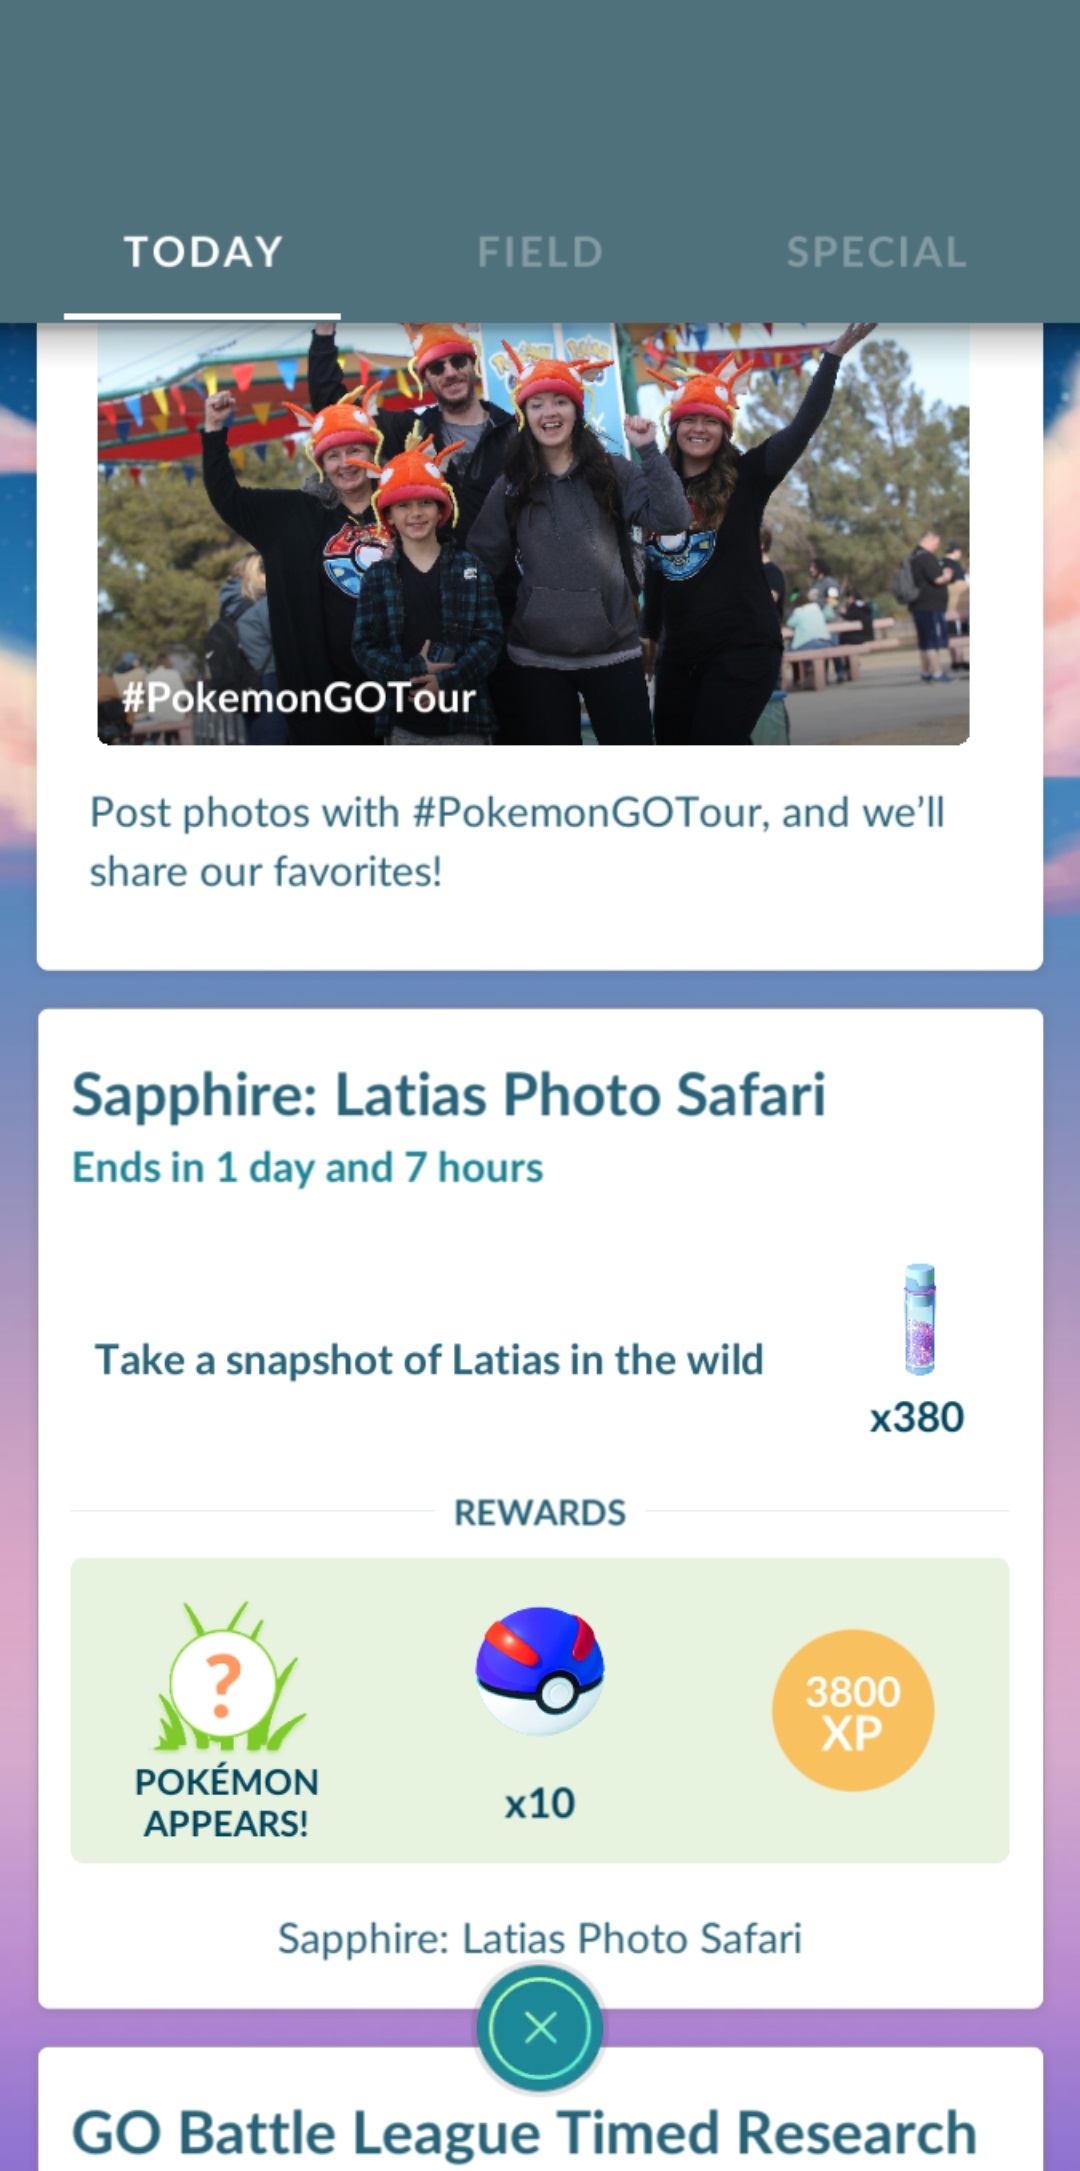 TODAY
FIELD
SPECIAL
#PokemonGOTour
Post photos with #PokemonGOTour, and we’ll
share our favorites!
Sapphire: Latias Photo Safari
Ends in 1 day and 7 hours
Take a snapshot of Latias in the wild
x380
REWARDS
?
POKÉMON
APPEARS!
x10
3800
XP
Sapphire: Latias Photo Safari
GO Battle League Timed Research